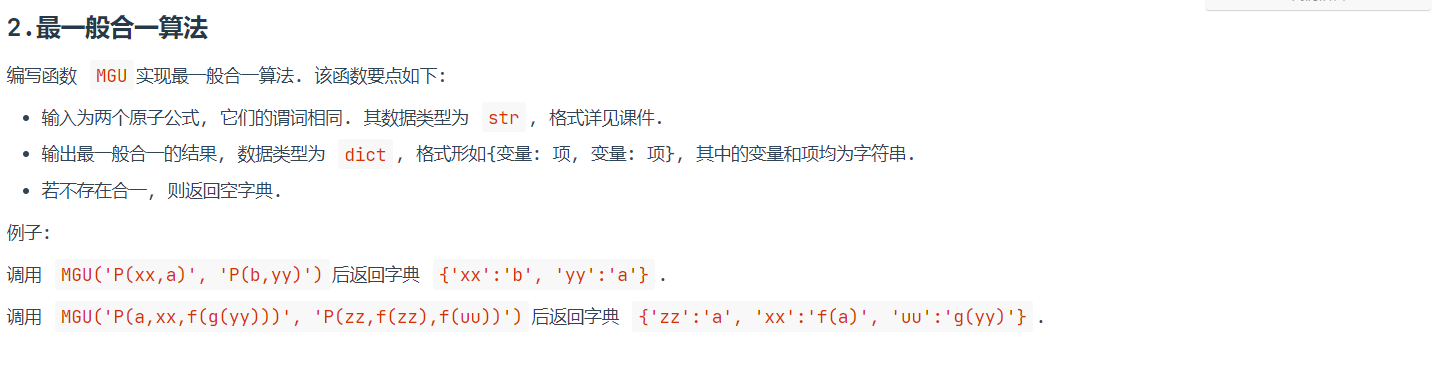 2.最一般合一算法
编写函数 MGU 实现最一般合一算法. 该函数要点如下:
• 输入为两个原子公式, 它们的谓词相同. 其数据类型为 str , 格式详见课件.
• 输出最一般合一的结果, 数据类型为 dict , 格式形如{变量: 项, 变量: 项}, 其中的变量和项均为字符串.
• 若不存在合一, 则返回空字典.
例子:
调用 MGU('P(xx,a)', 'P(b,yy)') 后返回字典 {'xx':'b', 'yy':'a'} .
调用 MGU('P(a,xx,f(g(yy)))', 'P(zz,f(zz),f(uu))') 后返回字典 {'zz':'a', 'xx':'f(a)', 'uu':'g(yy)'} .